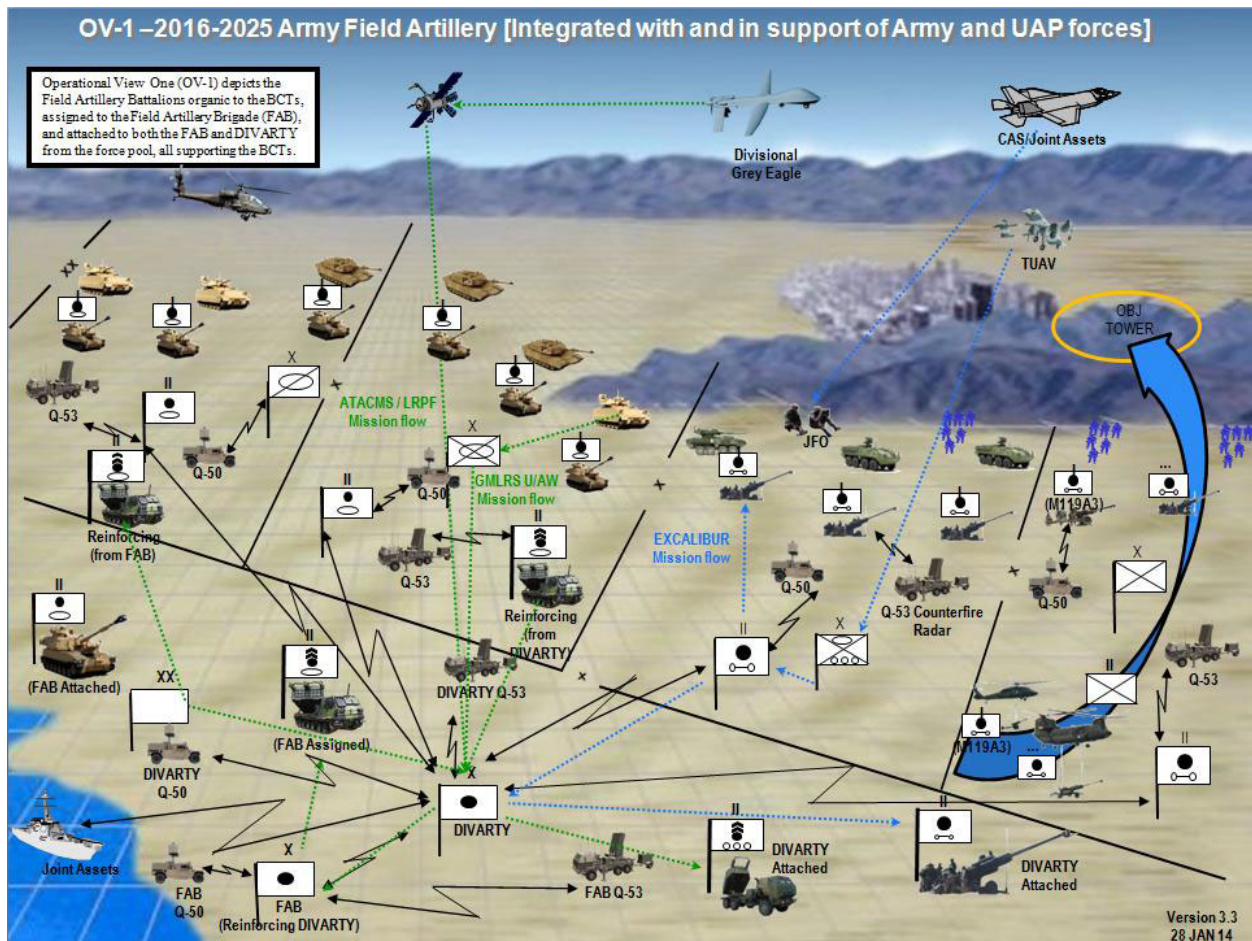 OV-1 –2016-2025 Army Field Artillery [Integrated with and in support of Army and UAP forces]
Operational View One (OV-1) depicts the
Field Artillery Battalions organic to the BCTs,
assigned to the Field Artillery Brigade (FAB),
and attached to both the FAB and DIVARTY
from the force pool, all supporting the BCTs.
Divisional
Grey Eagle
CAS/Joint Assets
TUAV
OBJ
TOWER
XX
I
I
I
I
I
I
X
X
II
X
Q-53
ATACMS / LRPF
Mission flow
X
JFO
I
I
I
I
...
(M119A3)
II
Q-50
II
Q-50
GMLRS U/AW
Mission flow
II
X
X
Reinforcing
(from FAB)
Q-53
EXCALIBUR
Mission flow
Q-50
Q-53 Counterfire
Radar
X
Q-50
X
II
(FAB Attached)
II
Reinforcing
(from
DIVARTY)
II
X
X
DIVARTY Q-53
II
Q-53
XX
(FAB Assigned)
(M119A3)
...
II
DIVARTY
Q-50
X
DIVARTY
II
II
Joint Assets
X
FAB
Q-50
FAB
(Reinforcing DIVARTY)
FAB Q-53
DIVARTY
Attached
DIVARTY
Attached
Version 3.3
28 JAN 14